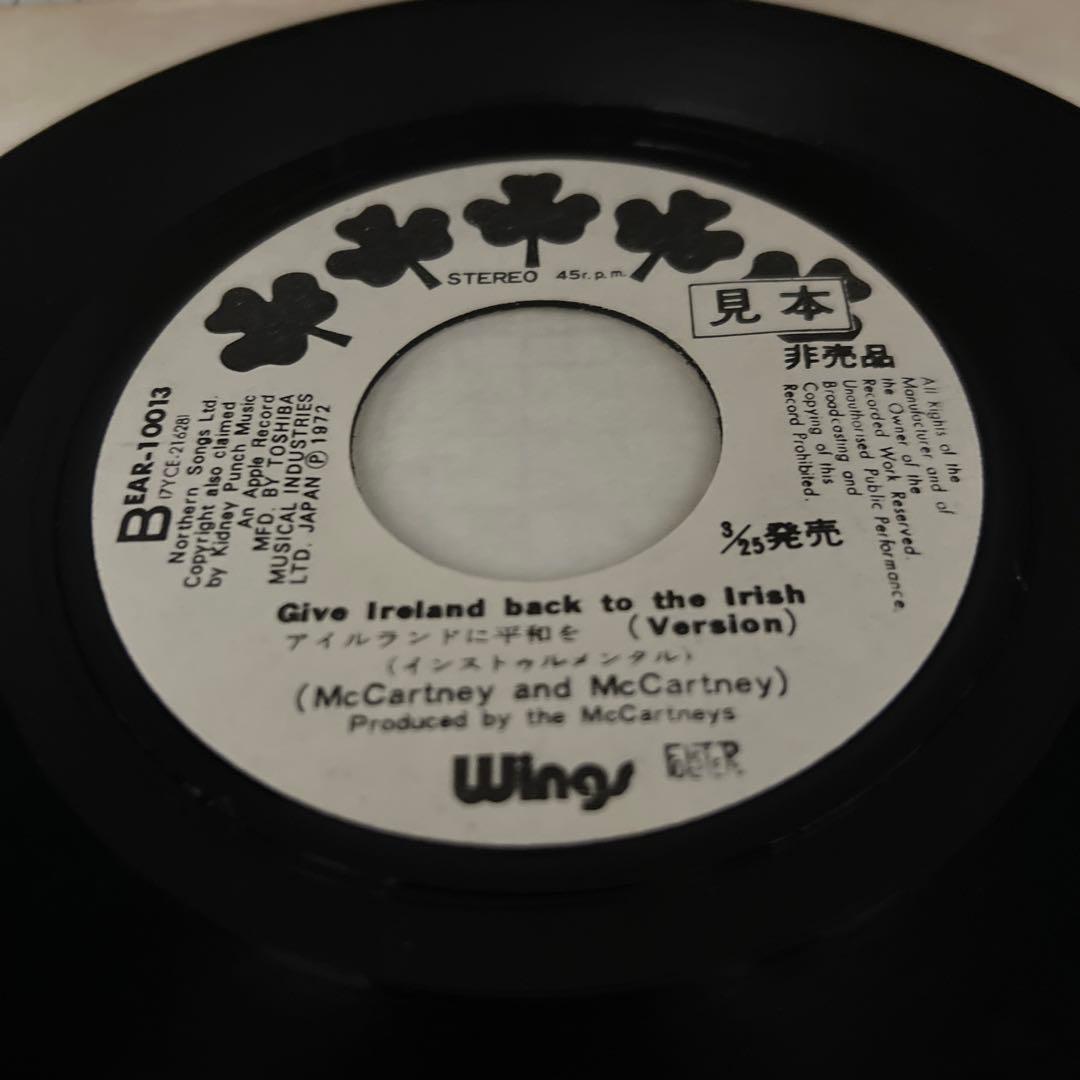 STEREO 45r.p.m.
見本
非売品
BEAR-10013
(7YCE-21628)
Northern Songs Ltd.
Copyright also claimed
by Kidney Punch Music
An Apple Record
MFD. BY TOSHIBA
MUSICAL INDUSTRIES
LTD. JAPAN Ⓟ 1972
All Rights of the
Manufacturer and of
the Owner of the
Recorded Work Reserved.
Unauthorised Public Performance,
Broadcasting and
Copying of this
Record Prohibited.
3/25発売
Give Ireland back to the Irish
アイルランドに平和を (Version)
(インストゥルメンタル)
(McCartney and McCartney)
Produced by the McCartneys
Wings